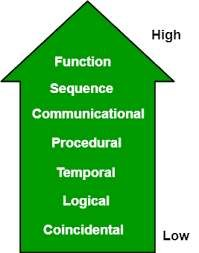 High
Function
Sequence
Communicational
Procedural
Temporal
Logical
Coincidental
Low